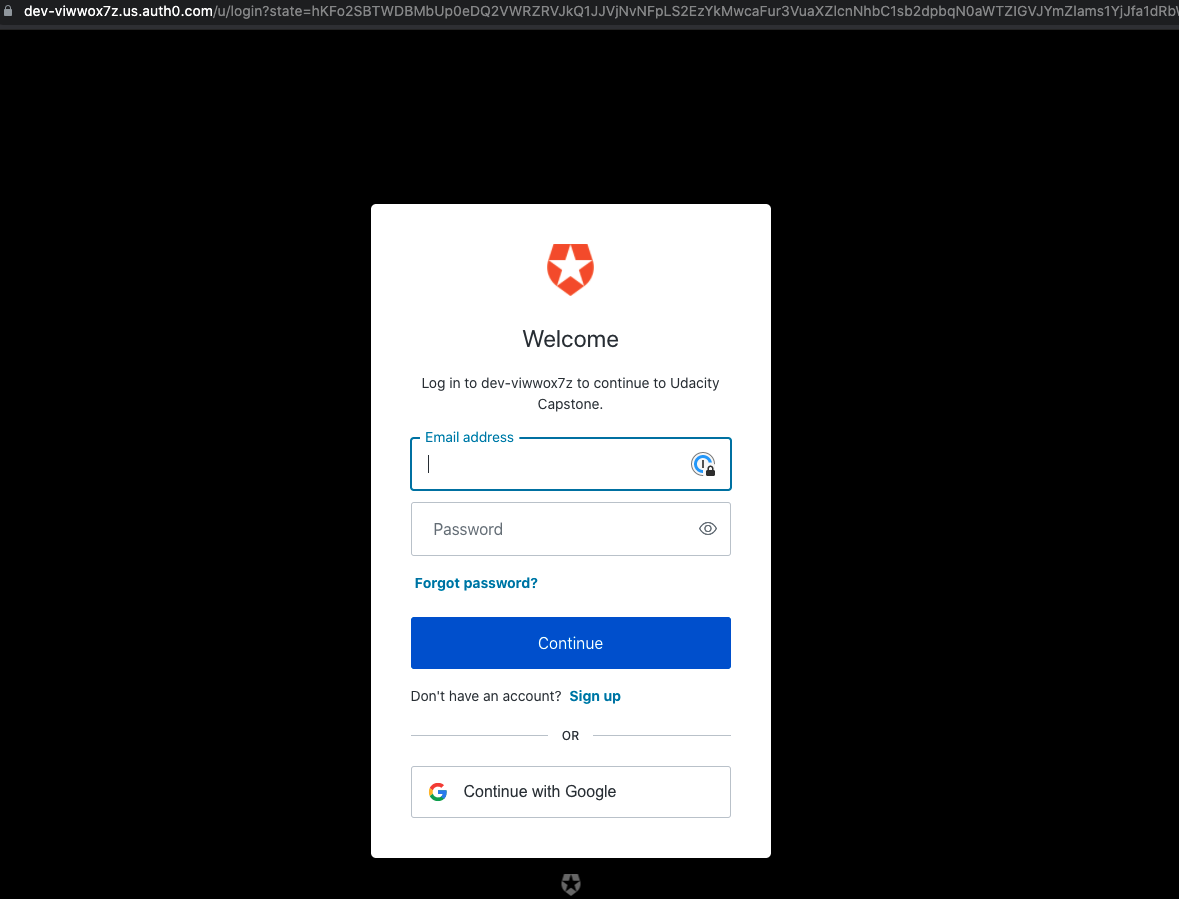 dev-viwwox7z.us.auth0.com/u/login?state=
Welcome
Log in to dev-viwwox7z to continue to Udacity
Capstone.
Email address
Password
Forgot password?
Continue
Don't have an account? Sign up
OR
Continue with Google